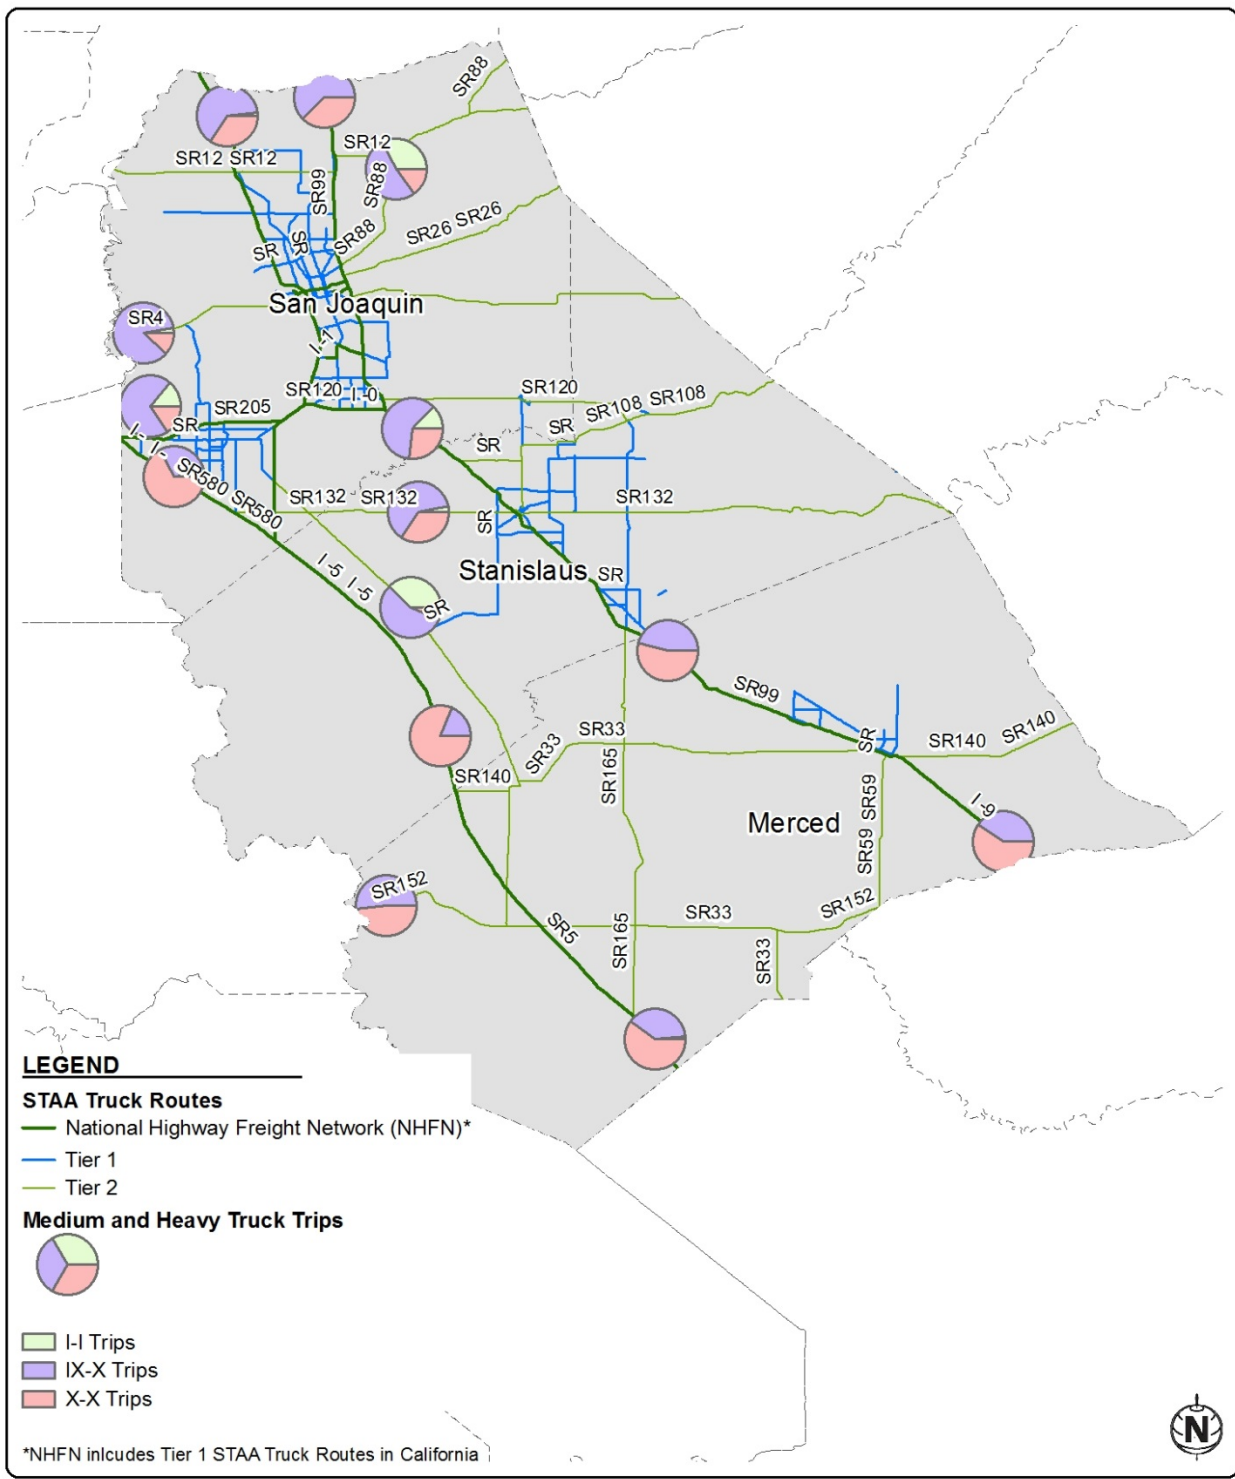 SR88
SR12
SR12 SR12
SR99
SR88
SR26 SR26
SR88
SR
SR
San Joaquin
SR4
I-1
SR120
I-0
SR120
SR108
SR108
SR205
SR
SR
SR
I-
I-
SR580
SR580
SR132
SR132
SR132
SR
Stanislaus
SR
I-5
I-5
SR
SR99
SR
SR33
SR33
SR140
SR140
SR140
SR165
SR59
SR59
I-9
Merced
SR152
SR33
SR152
SR5
SR165
SR33
LEGEND
STAA Truck Routes
National Highway Freight Network (NHFN)*
Tier 1
Tier 2
Medium and Heavy Truck Trips
I-I Trips
IX-X Trips
X-X Trips
*NHFN inlcudes Tier 1 STAA Truck Routes in California
N